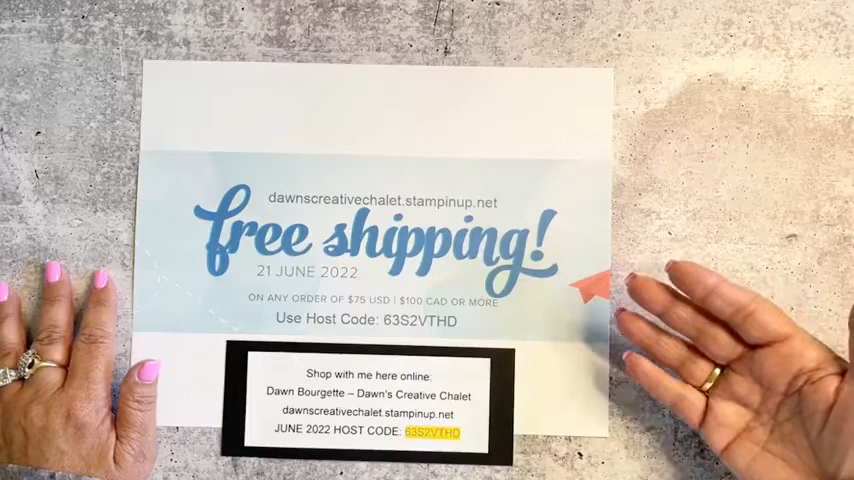 dawnscreativechalet.stampinup.net
free shipping!
21 JUNE 2022
ON ANY ORDER OF $75 USD | $100 CAD OR MORE
Use Host Code: 63S2VTHD
Shop with me here online:
Dawn Bourgette – Dawn's Creative Chalet
dawnscreativechalet.stampinup.net
JUNE 2022 HOST CODE: 63S2VTHD